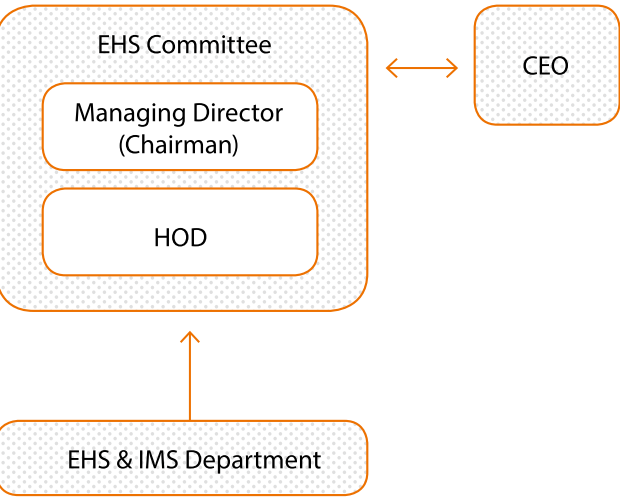 EHS Committee
CEO
Managing Director
(Chairman)
HOD
EHS & IMS Department